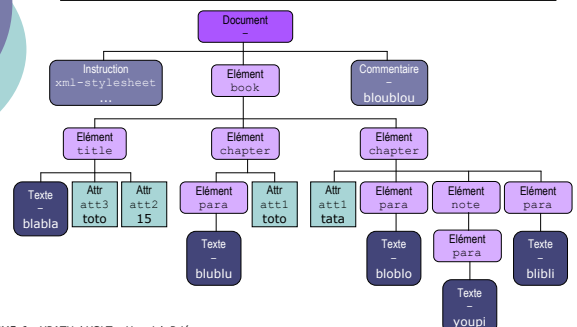 Document
–
Instruction
xml-stylesheet
...
Elément
book
Commentaire
–
bloublou
Elément
title
Elément
chapter
Elément
chapter
Texte
–
blabla
Attr
att3
toto
Attr
att2
15
Elément
para
Attr
att1
toto
Attr
att1
tata
Elément
para
Elément
note
Elément
para
Texte
–
blublu
Texte
–
bloblo
Elément
para
Texte
–
blibli
Texte
–
youpi